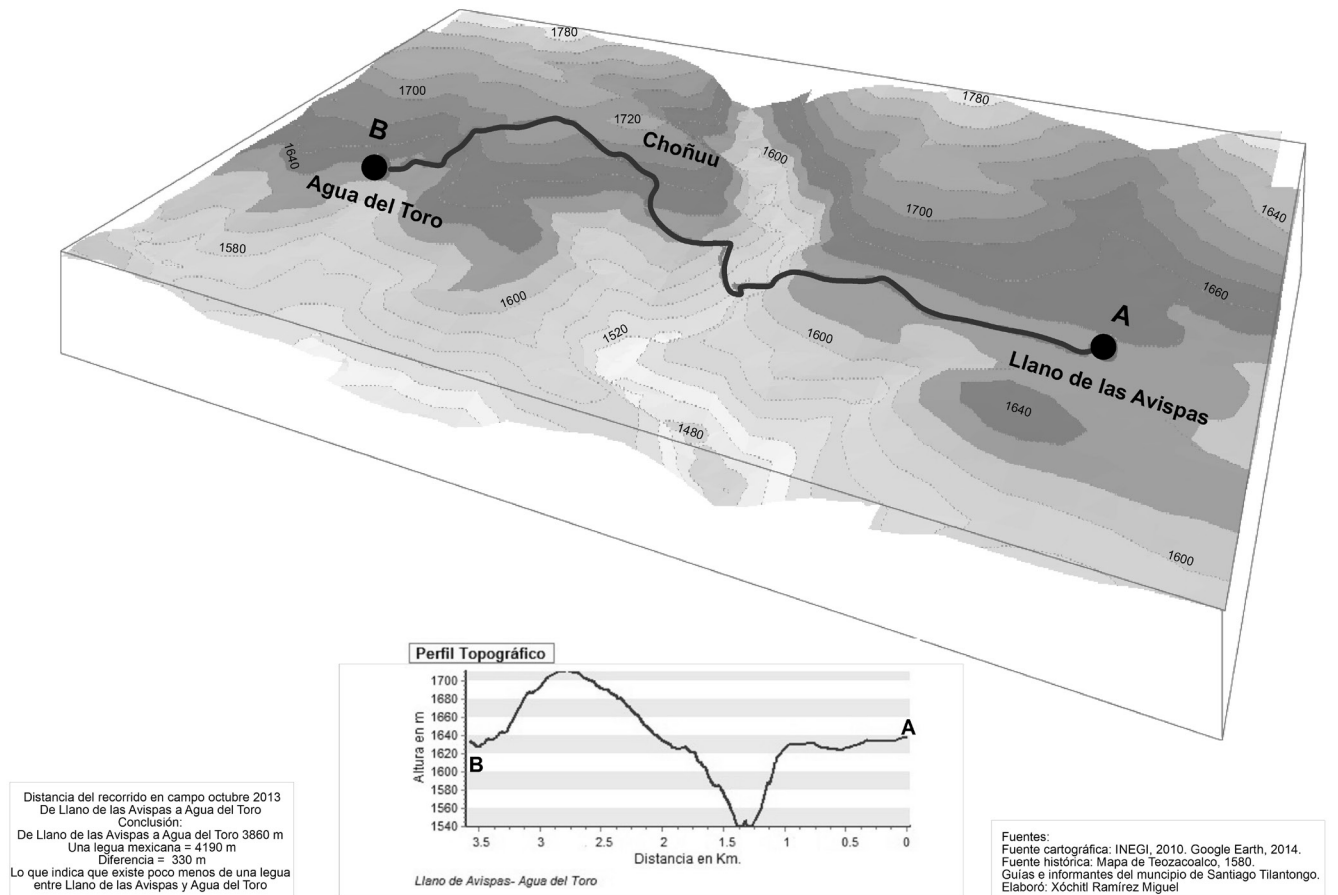 1780
1700
B
1720
Choñuu
1780
1640
1600
Agua del Toro
1700
1640
1580
1660
1600
A
1520
1600
Llano de las Avispas
1640
1480
1600
Perfil Topográfico
Altura en m
1700
1680
1660
1640
1620
1600
1580
1560
1540
B
A
3.5 3 2.5 2 1.5 1 0.5 0
Distancia en Km.
Llano de Avispas- Agua del Toro
Distancia del recorrido en campo octubre 2013
De Llano de las Avispas a Agua del Toro
Conclusión:
De Llano de las Avispas a Agua del Toro 3860 m
Una legua mexicana = 4190 m
Diferencia = 330 m
Lo que indica que existe poco menos de una legua
entre Llano de las Avispas y Agua del Toro
Fuentes:
Fuente cartográfica: INEGI, 2010. Google Earth, 2014.
Fuente histórica: Mapa de Teozacoalco, 1580.
Guías e informantes del muncipio de Santiago Tilantongo.
Elaboró: Xóchitl Ramírez Miguel